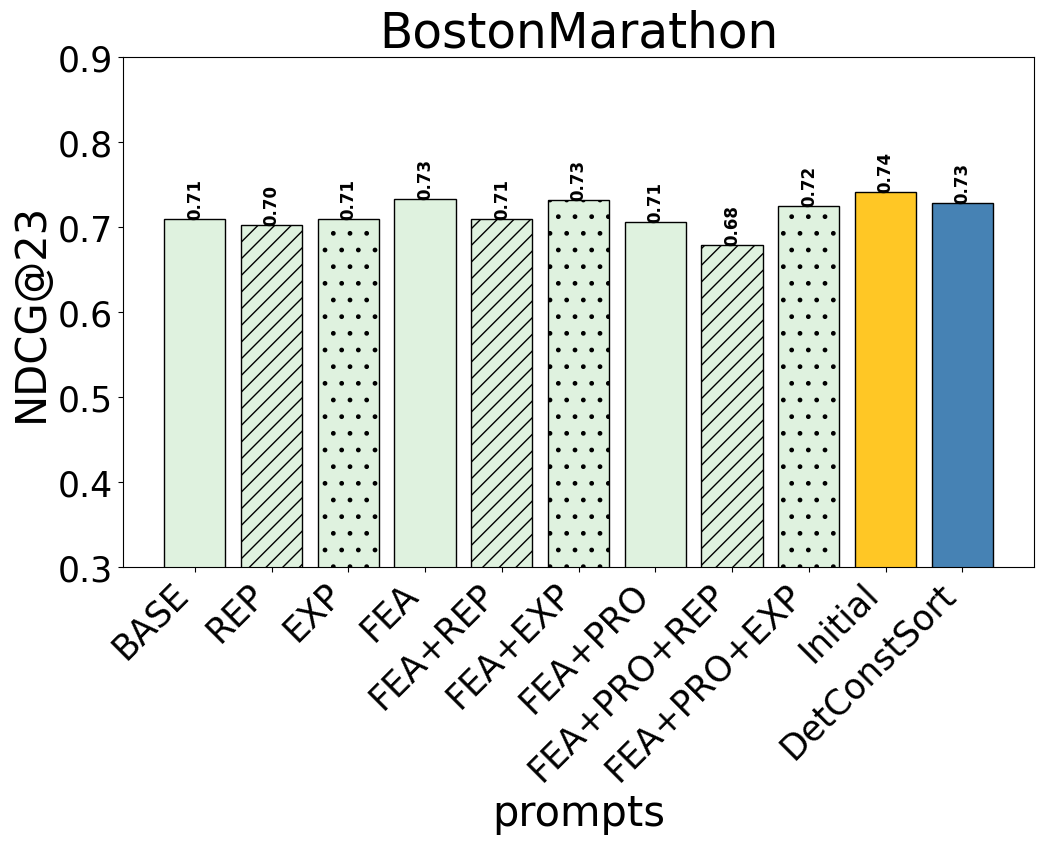 BostonMarathon
NDCG@23
0.9
0.8
0.7
0.6
0.5
0.4
0.3
0.71
0.70
0.71
0.73
0.71
0.73
0.71
0.68
0.72
0.74
0.73
BASE
REP
EXP
FEA
FEA+REP
FEA+EXP
FEA+PRO
FEA+PRO+REP
FEA+PRO+EXP
Initial
DetConstSort
prompts